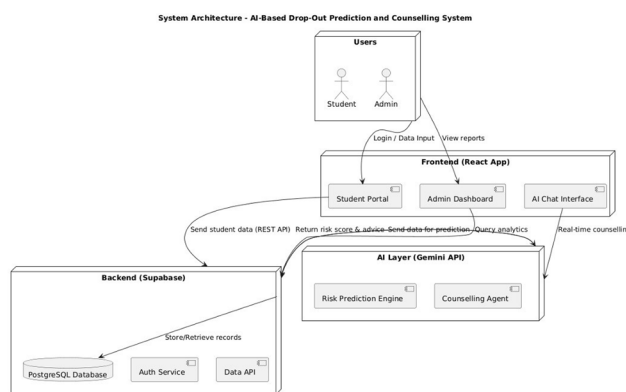 System Architecture - AI-Based Drop-Out Prediction and Counselling System
Users
Student
Admin
Login / Data Input
View reports
Frontend (React App)
Student Portal
Admin Dashboard
AI Chat Interface
Send student data (REST API)
Return risk score & advice
Send data for prediction
Query analytics
Real-time counsellin
Backend (Supabase)
AI Layer (Gemini API)
Risk Prediction Engine
Counselling Agent
Store/Retrieve records
PostgreSQL Database
Auth Service
Data API